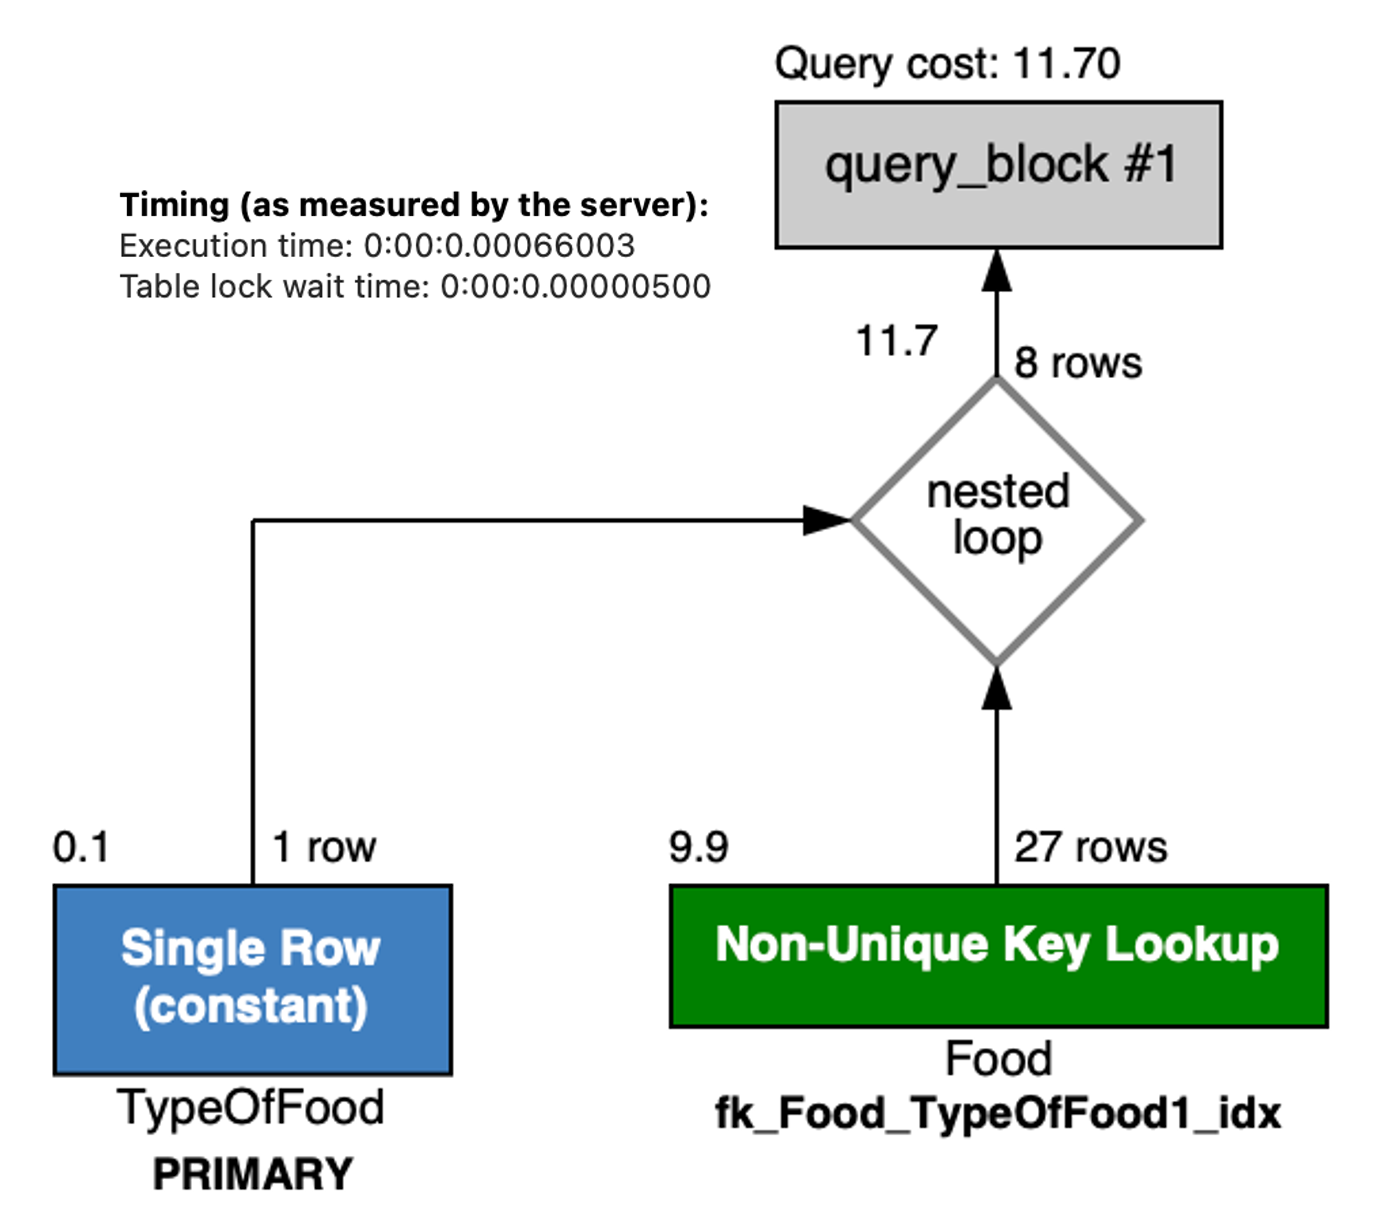 Query cost: 11.70
query_block #1
Timing (as measured by the server):
Execution time: 0:00:0.00066003
Table lock wait time: 0:00:0.00000500
11.7
8 rows
nested
loop
0.1
1 row
9.9
27 rows
Single Row
(constant)
Non-Unique Key Lookup
TypeOfFood
PRIMARY
Food
fk_Food_TypeOfFood1_idx